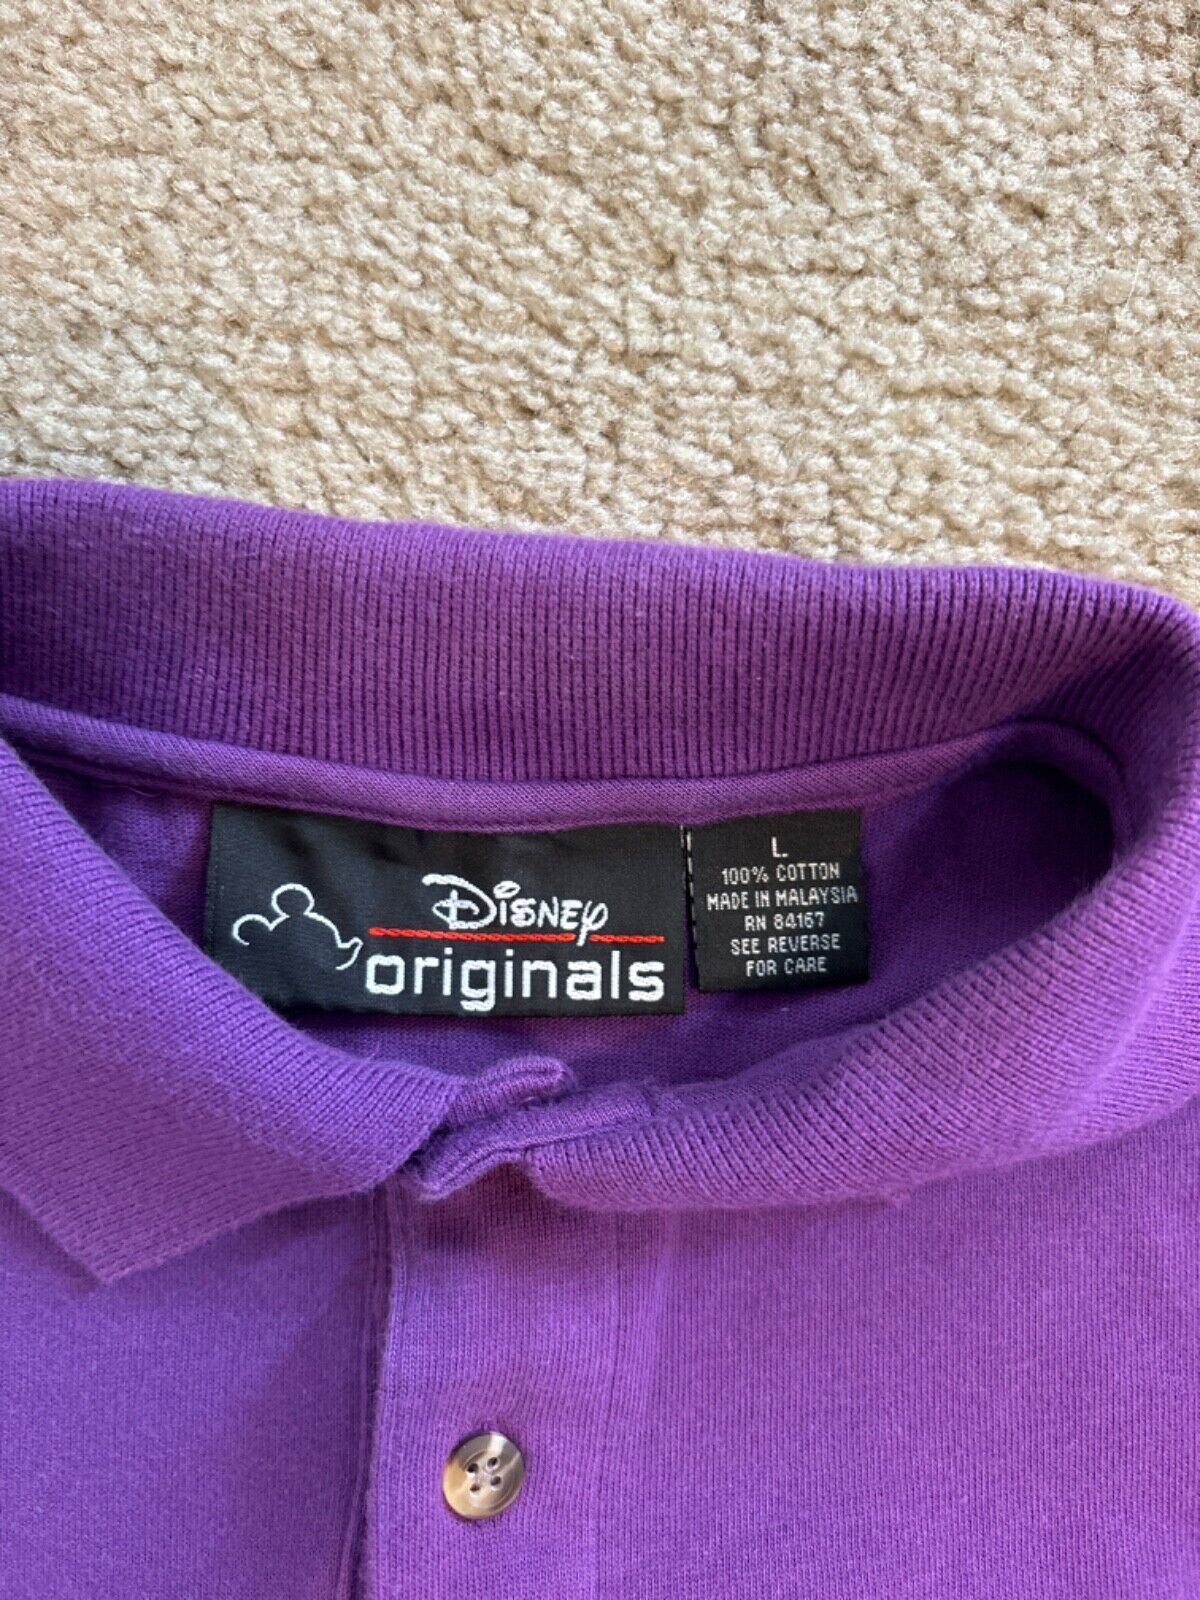 Disney
originals
L
100% COTTON
MADE IN MALAYSIA
RN 84167
SEE REVERSE
FOR CARE